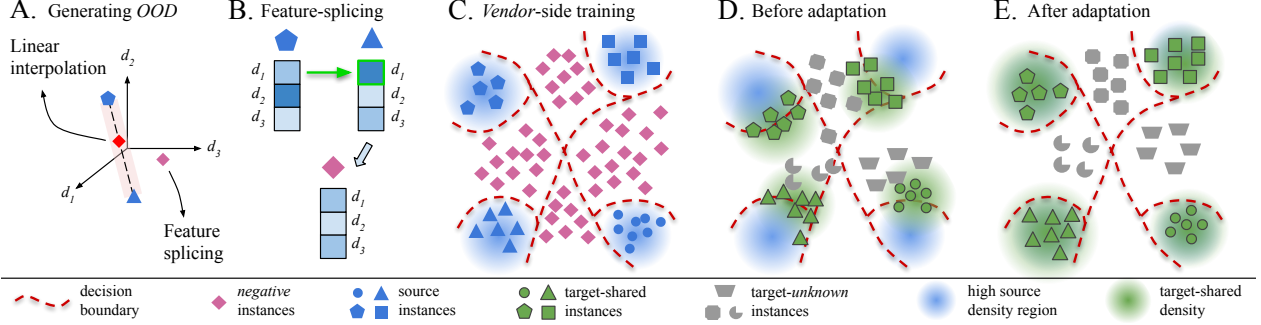 A. Generating OOD
Linear
interpolation
d2
d3
d1
Feature
splicing
B. Feature-splicing
d1
d1
d2
d2
d3
d3
d1
d2
d3
C. Vendor-side training
D. Before adaptation
E. After adaptation
decision
boundary
negative
instances
source
instances
target-shared
instances
target-unknown
instances
high source
density region
target-shared
density